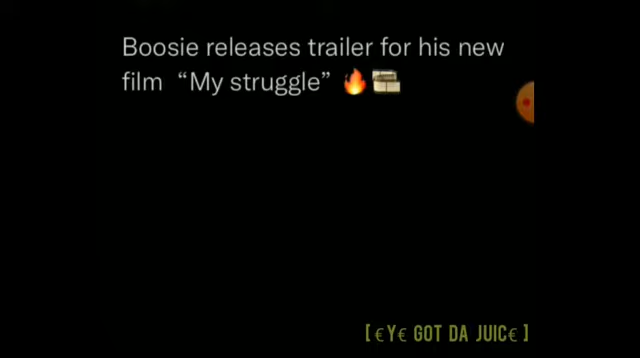 Boosie releases trailer for his new
film “My struggle” 🔥
[€Y€ GOT DA JUIC€]